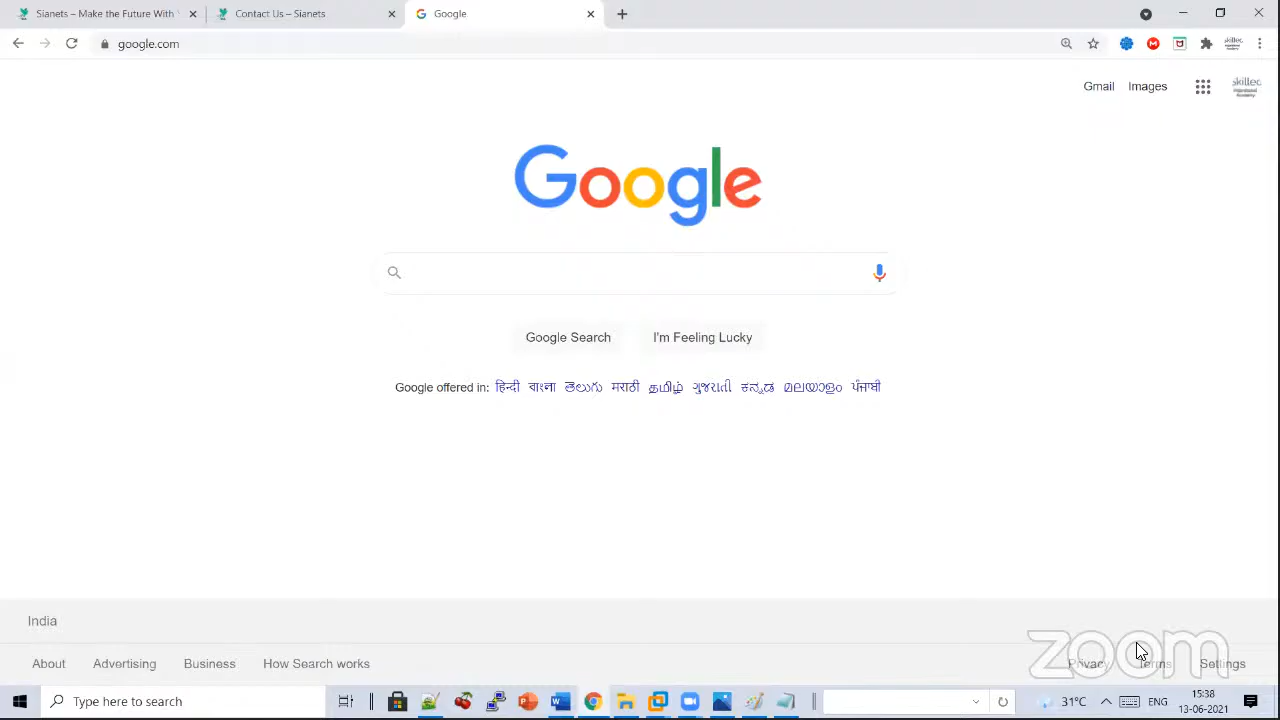 Sianets – Make the Future With
Contact Us – Sianets
Google
google.com
Gmail
Images
skillec
Google
Google Search
I'm Feeling Lucky
Google offered in: हिन्दी বাংলা తెలుగు मराठी தமிழ் ગુજરાતી ಕನ್ನಡ മലയാളം ਪੰਜਾਬੀ
India
zoom
About
Advertising
Business
How Search works
Privacy
Terms
Settings
Type here to search
31°C
ENG
15:38
13-06-2021